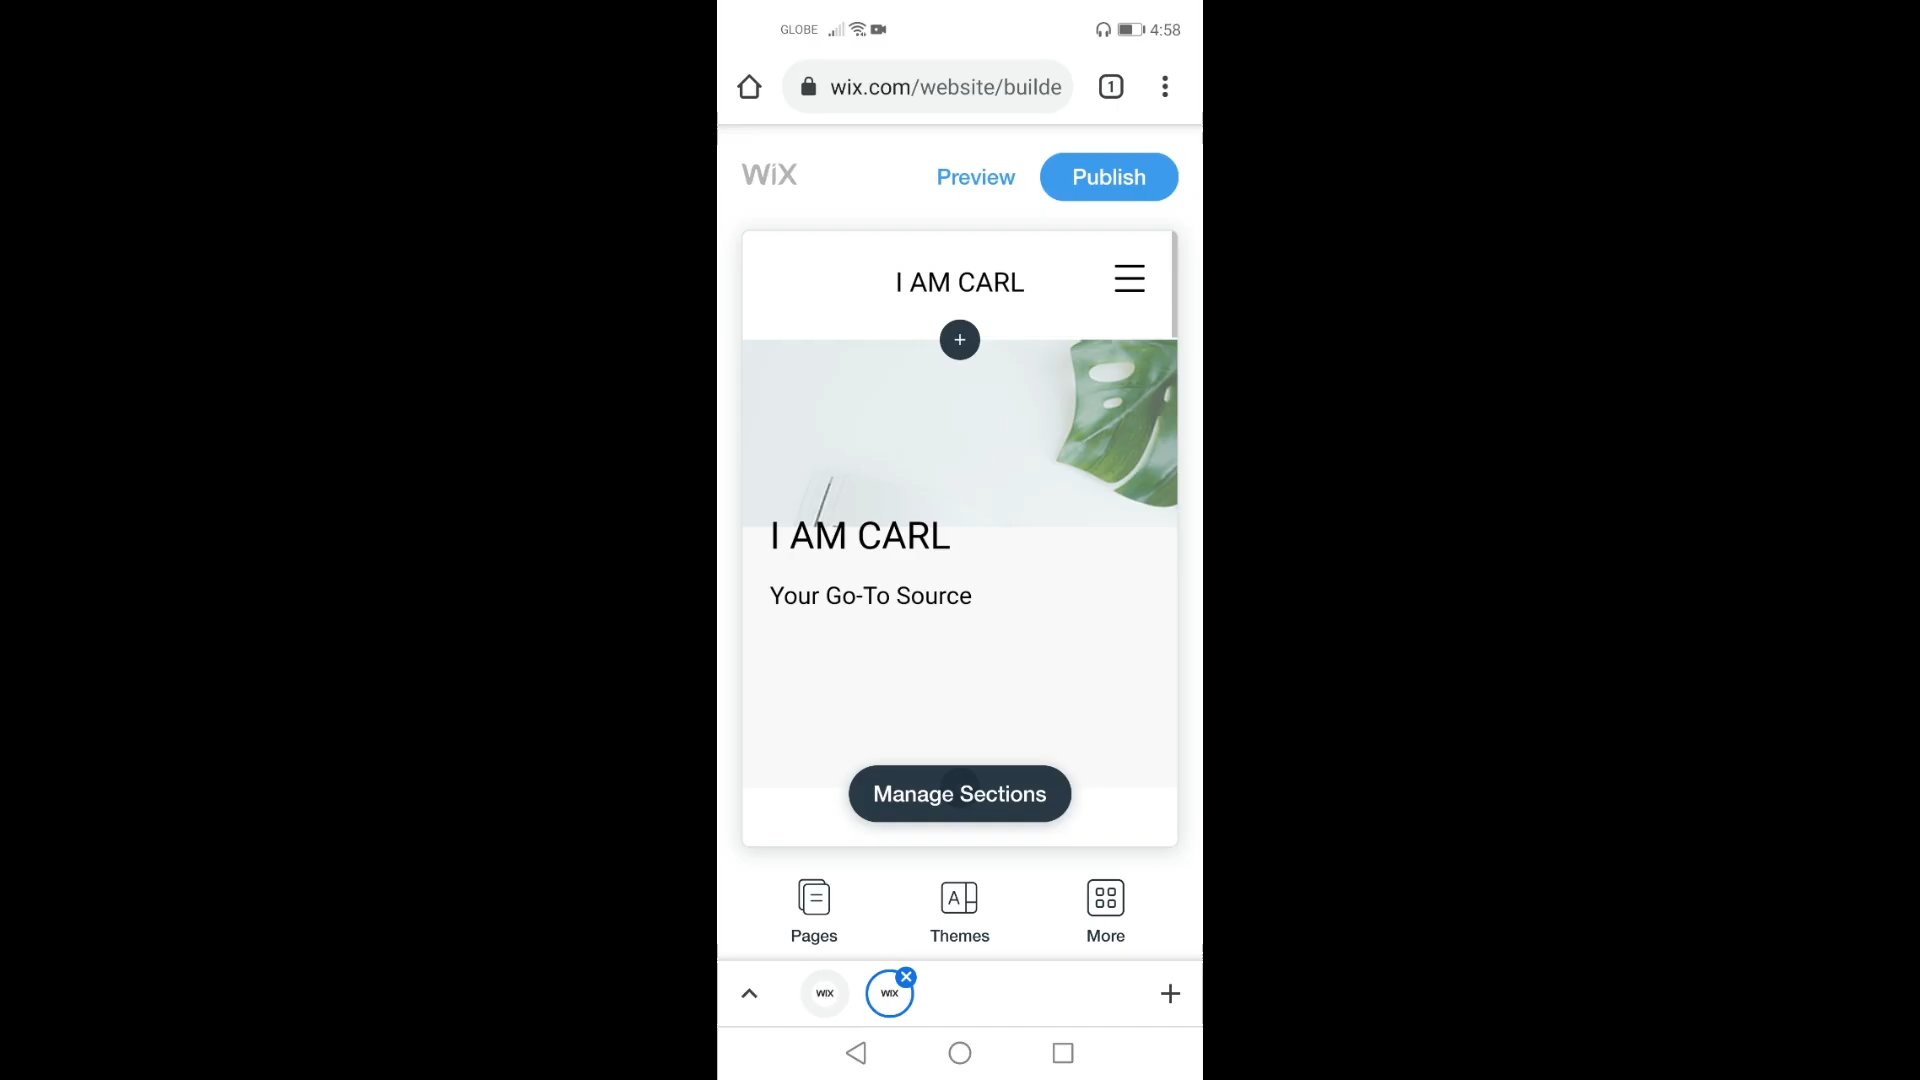 GLOBE 4:58
wix.com/website/builde 1
WiX Preview Publish
I AM CARL
+
I AM CARL
Your Go-To Source
Manage Sections
A
Pages Themes More
WIX WIX